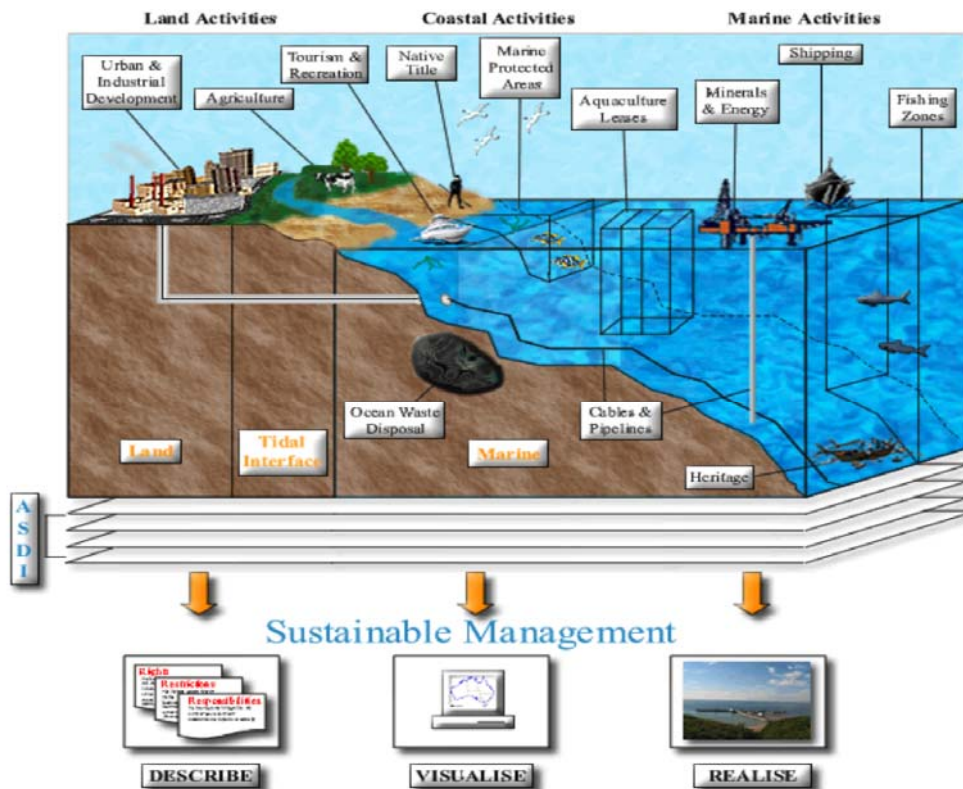 Land Activities
Coastal Activities
Marine Activities
Urban &
Industrial
Development
Agriculture
Tourism &
Recreation
Native
Title
Marine
Protected
Areas
Aquaculture
Leases
Minerals
& Energy
Shipping
Fishing
Zones
Ocean Waste
Disposal
Cables &
Pipelines
Heritage
Land
Tidal
Interface
Marine
A
S
D
I
Sustainable Management
Rights
Restrictions
Responsibilities
DESCRIBE
VISUALISE
REALISE